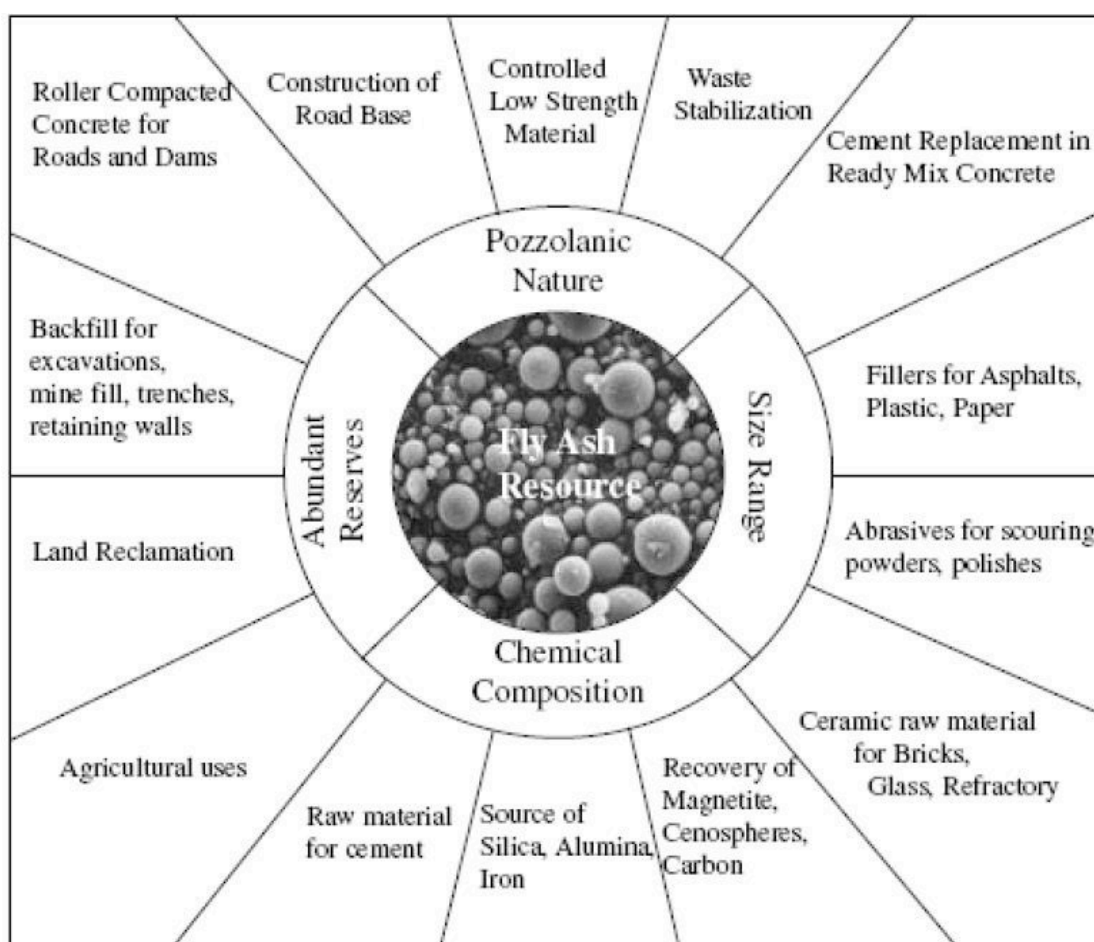 Roller Compacted
Concrete for
Roads and Dams
Construction of
Road Base
Controlled
Low Strength
Material
Waste
Stabilization
Cement Replacement in
Ready Mix Concrete
Pozzolanic
Nature
Backfill for
excavations,
mine fill, trenches,
retaining walls
Abundant
Reserves
Fly Ash
Resource
Size Range
Fillers for Asphalts,
Plastic, Paper
Land Reclamation
Abrasives for scouring
powders, polishes
Chemical
Composition
Agricultural uses
Raw material
for cement
Source of
Silica, Alumina,
Iron
Recovery of
Magnetite,
Cenospheres,
Carbon
Ceramic raw material
for Bricks,
Glass, Refractory